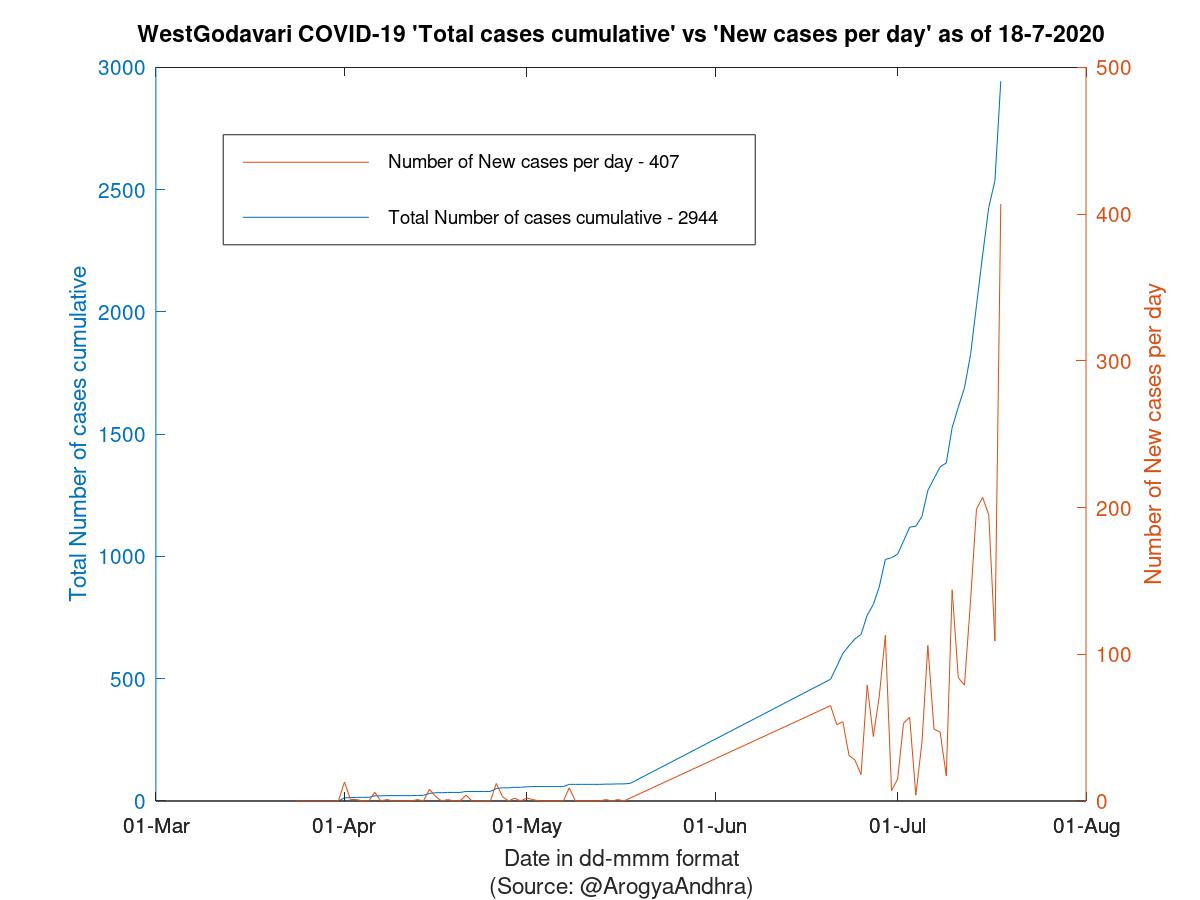 WestGodavari COVID-19 'Total cases cumulative' vs 'New cases per day' as of 18-7-2020
3000
2500
2000
1500
1000
500
0
Total Number of cases cumulative
Number of New cases per day - 407
Total Number of cases cumulative - 2944
500
400
300
200
100
0
Number of New cases per day
01-Mar 01-Apr 01-May 01-Jun 01-Jul 01-Aug
Date in dd-mmm format
(Source: @ArogyaAndhra)